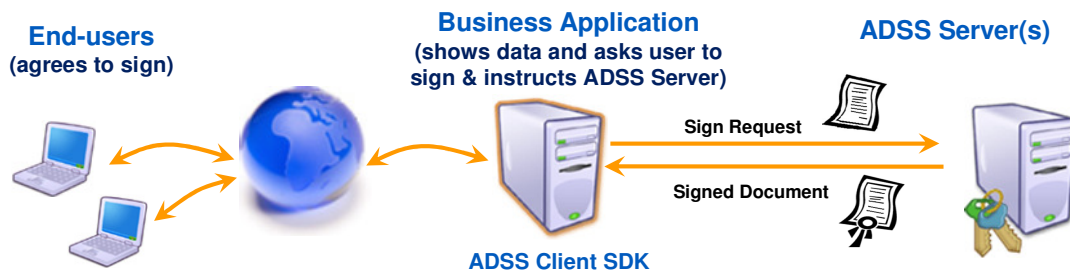 End-users
(agrees to sign)
Business Application
(shows data and asks user to
sign & instructs ADSS Server)
ADSS Server(s)
Sign Request
Signed Document
ADSS Client SDK